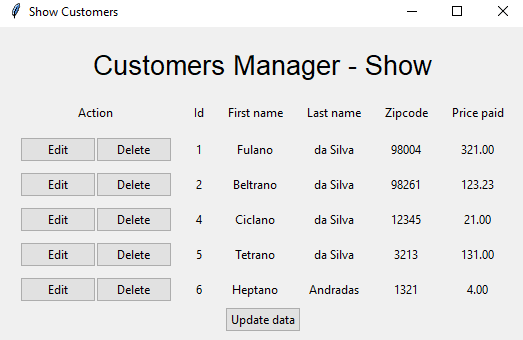 Show Customers
Customers Manager - Show
Action Id First name Last name Zipcode Price paid
Edit Delete 1 Fulano da Silva 98004 321.00
Edit Delete 2 Beltrano da Silva 98261 123.23
Edit Delete 4 Ciclano da Silva 12345 21.00
Edit Delete 5 Tetrano da Silva 3213 131.00
Edit Delete 6 Heptano Andradas 1321 4.00
Update data